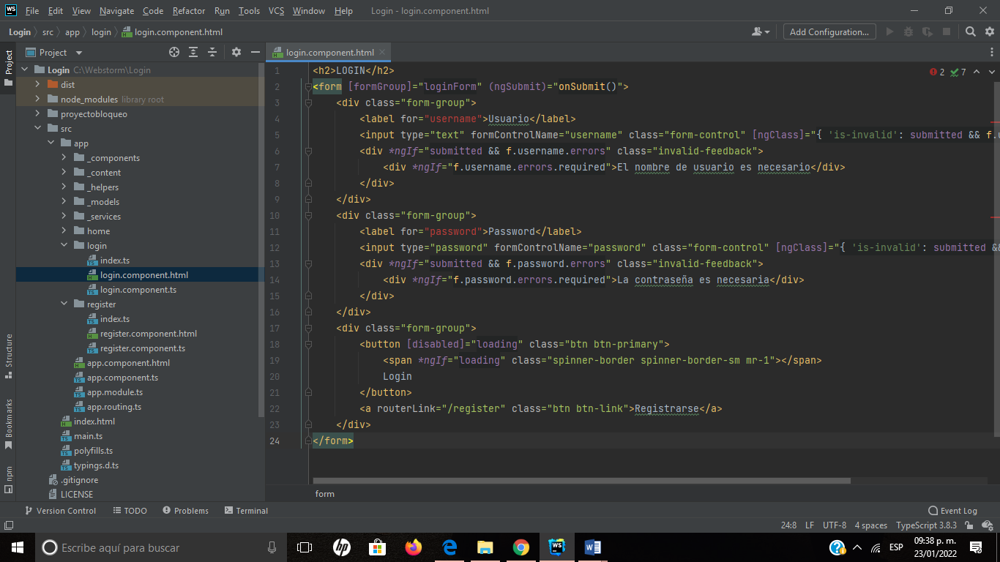 WS File Edit View Navigate Code Refactor Run Tools VCS Window Help Login - login.component.html
Login src app login login.component.html Add Configuration...
Project
Project
login.component.html
Login C:\Webstorm\Login
dist
node_modules library root
proyectobloqueo
src
app
_components
_content
_helpers
_models
_services
home
login
index.ts
login.component.html
login.component.ts
register
index.ts
register.component.html
register.component.ts
app.component.html
app.component.ts
app.module.ts
app.routing.ts
index.html
main.ts
polyfills.ts
typings.d.ts
.gitignore
LICENSE
Structure
Bookmarks
npm
2 7
1 <h2>LOGIN</h2>
2 <form [formGroup]="loginForm" (ngSubmit)="onSubmit()">
3 <div class="form-group">
4 <label for="username">Usuario</label>
5 <input type="text" formControlName="username" class="form-control" [ngClass]="{ 'is-invalid': submitted && f.u
6 <div *ngIf="submitted && f.username.errors" class="invalid-feedback">
7 <div *ngIf="f.username.errors.required">El nombre de usuario es necesario</div>
8 </div>
9 </div>
10 <div class="form-group">
11 <label for="password">Password</label>
12 <input type="password" formControlName="password" class="form-control" [ngClass]="{ 'is-invalid': submitted &&
13 <div *ngIf="submitted && f.password.errors" class="invalid-feedback">
14 <div *ngIf="f.password.errors.required">La contraseña es necesaria</div>
15 </div>
16 </div>
17 <div class="form-group">
18 <button [disabled]="loading" class="btn btn-primary">
19 <span *ngIf="loading" class="spinner-border spinner-border-sm mr-1"></span>
20 Login
21 </button>
22 <a routerLink="/register" class="btn btn-link">Registrarse</a>
23 </div>
24 </form>
form
Version Control TODO Problems Terminal Event Log
24:8 LF UTF-8 4 spaces TypeScript 3.8.3
Escribe aquí para buscar
hp
WS
ESP
09:38 p. m.
23/01/2022